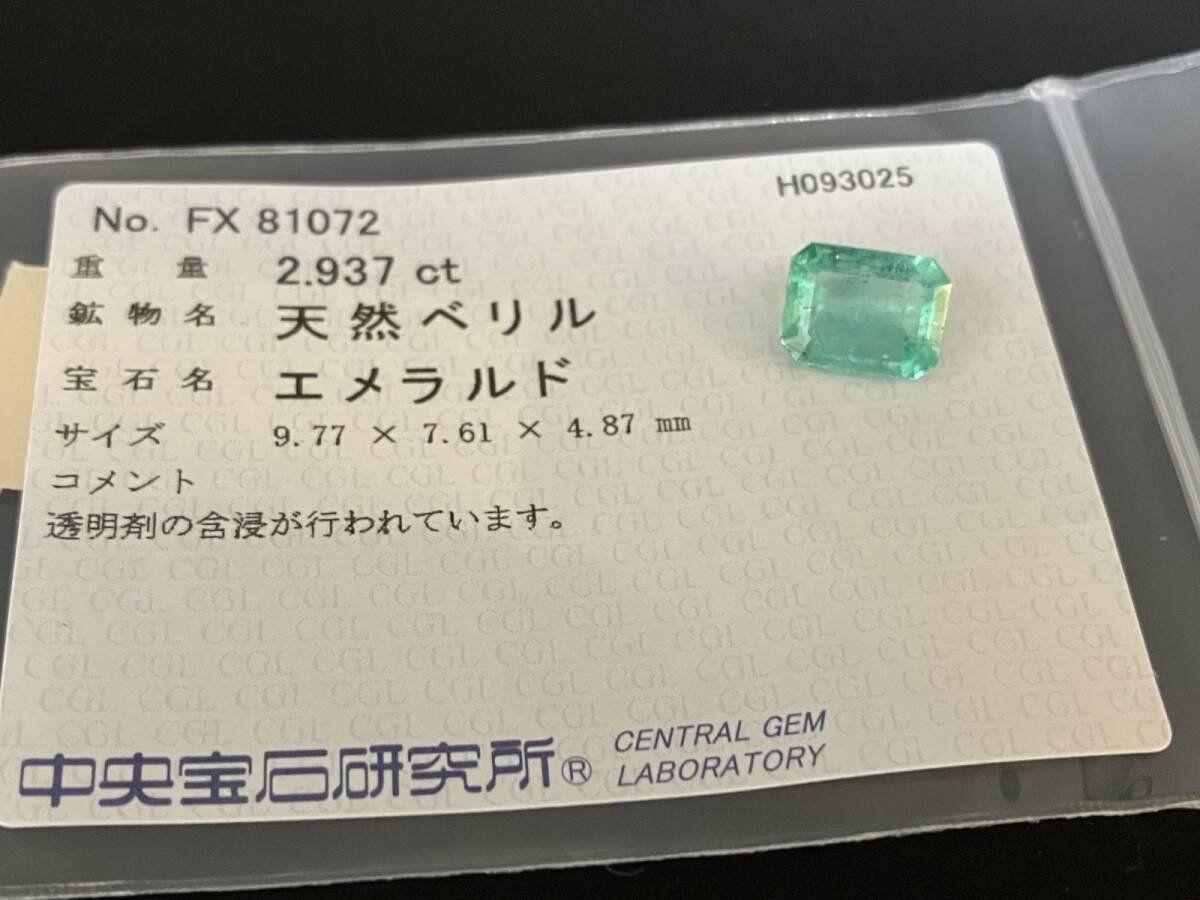 H093025
No. FX 81072
重量 2.937 ct
鉱物名 天然ベリル
宝石名 エメラルド
サイズ 9.77 × 7.61 × 4.87 mm
コメント
透明剤の含浸が行われています。
中央宝石研究所® CENTRAL GEM
LABORATORY